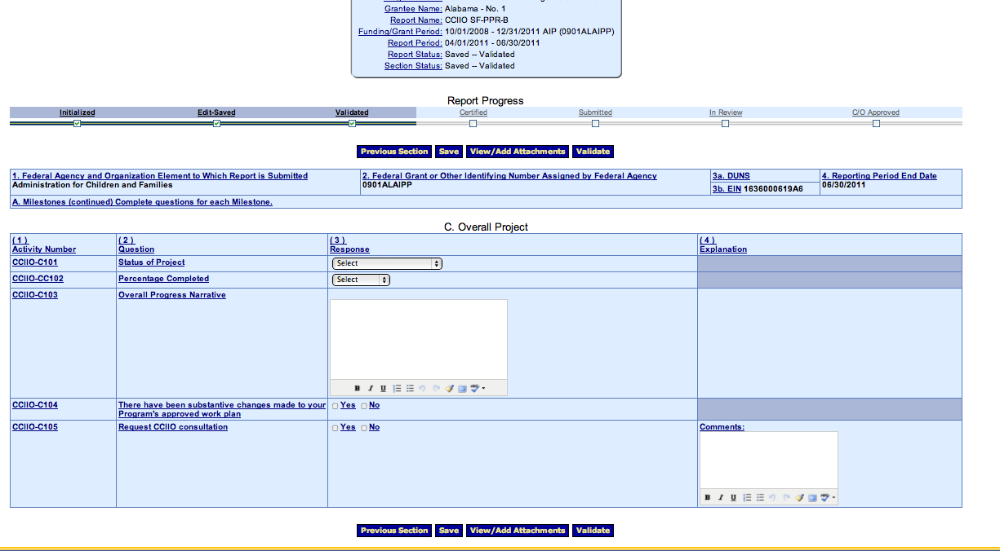 Grantee Name: Alabama - No. 1
Report Name: CCIIO SF-PPR-B
Funding/Grant Period: 10/01/2008 - 12/31/2011 AIP (0901ALAIPP)
Report Period: 04/01/2011 - 06/30/2011
Report Status: Saved -- Validated
Section Status: Saved -- Validated
Report Progress
Initialized Edit-Saved Validated Certified Submitted In Review C/O Approved
Previous Section Save View/Add Attachments Validate
1. Federal Agency and Organization Element to Which Report is Submitted
Administration for Children and Families
2. Federal Grant or Other Identifying Number Assigned by Federal Agency
0901ALAIPP
3a. DUNS
3b. EIN 1636000619A6
4. Reporting Period End Date
06/30/2011
A. Milestones (continued) Complete questions for each Milestone.
C. Overall Project
( 1 )
Activity Number
( 2 )
Question
( 3 )
Response
( 4 )
Explanation
CCIIO-C101 Status of Project Select
CCIIO-CC102 Percentage Completed Select
CCIIO-C103 Overall Progress Narrative
B I U ABC
CCIIO-C104 There have been substantive changes made to your
Program's approved work plan
Yes No
CCIIO-C105 Request CCIIO consultation Yes No
Comments:
B I U ABC
Previous Section Save View/Add Attachments Validate